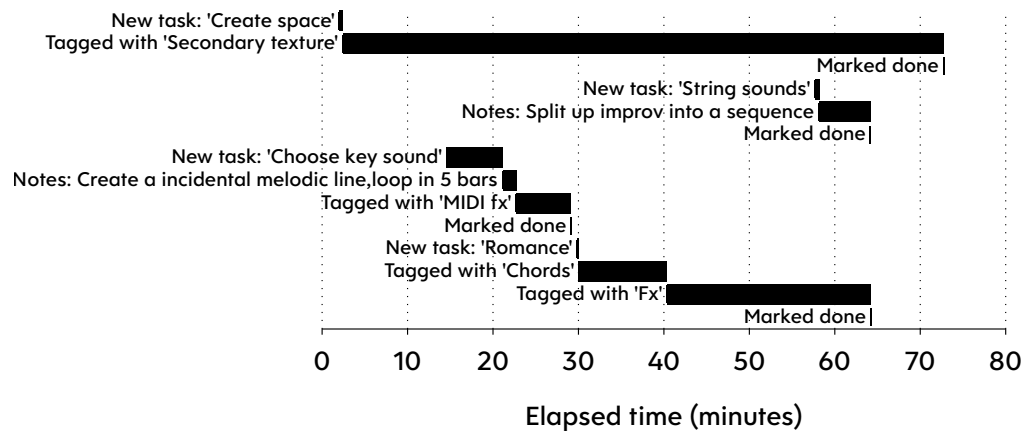 New task: 'Create space'
Tagged with 'Secondary texture'
Marked done
New task: 'String sounds'
Notes: Split up improv into a sequence
Marked done
New task: 'Choose key sound'
Notes: Create a incidental melodic line,loop in 5 bars
Tagged with 'MIDI fx'
Marked done
New task: 'Romance'
Tagged with 'Chords'
Tagged with 'Fx'
Marked done
0 10 20 30 40 50 60 70 80
Elapsed time (minutes)